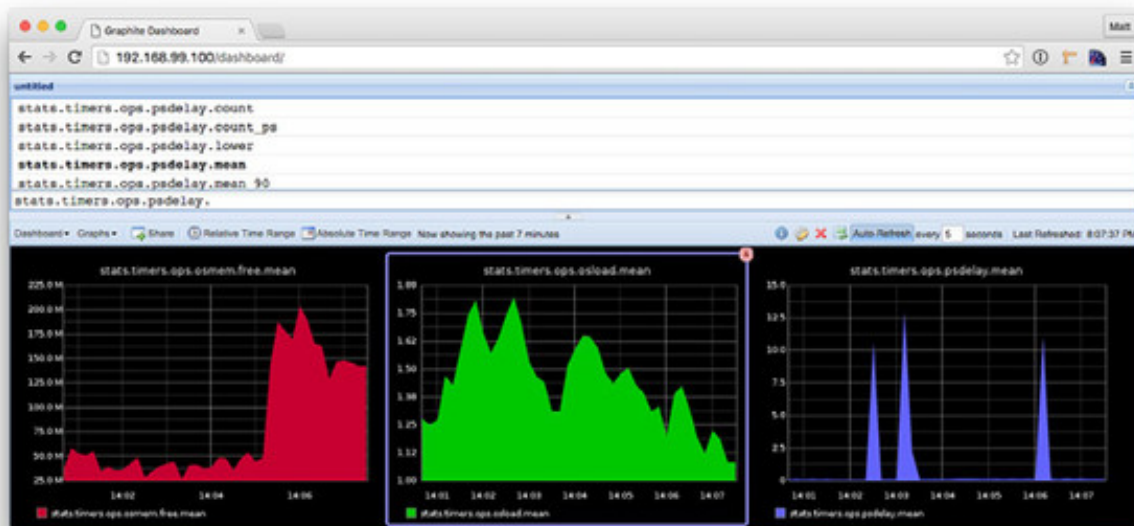 Graphite Dashboard
Matt
192.168.99.100/dashboard/
untitled
stats.timers.ops.psdelay.count
stats.timers.ops.psdelay.count_ps
stats.timers.ops.psdelay.lower
stats.timers.ops.psdelay.mean
stats.timers.ops.psdelay.mean_90
stats.timers.ops.psdelay.
Dashboard Graphs Share Relative Time Range Absolute Time Range Now showing the past 7 minutes Auto-Refresh every 5 seconds Last Refreshed: 8:07:37 PM
stats.timers.ops.osmem.free.mean
225.0 M
200.0 M
175.0 M
150.0 M
125.0 M
100.0 M
75.0 M
50.0 M
25.0 M
14:02 14:04 14:06
stats.timers.ops.osmem.free.mean
stats.timers.ops.osload.mean
1.88
1.75
1.62
1.50
1.38
1.25
1.12
1.00
14:01 14:02 14:03 14:04 14:05 14:06 14:07
stats.timers.ops.osload.mean
stats.timers.ops.psdelay.mean
15.0
12.5
10.0
7.5
5.0
2.5
0
14:01 14:02 14:03 14:04 14:05 14:06 14:07
stats.timers.ops.psdelay.mean